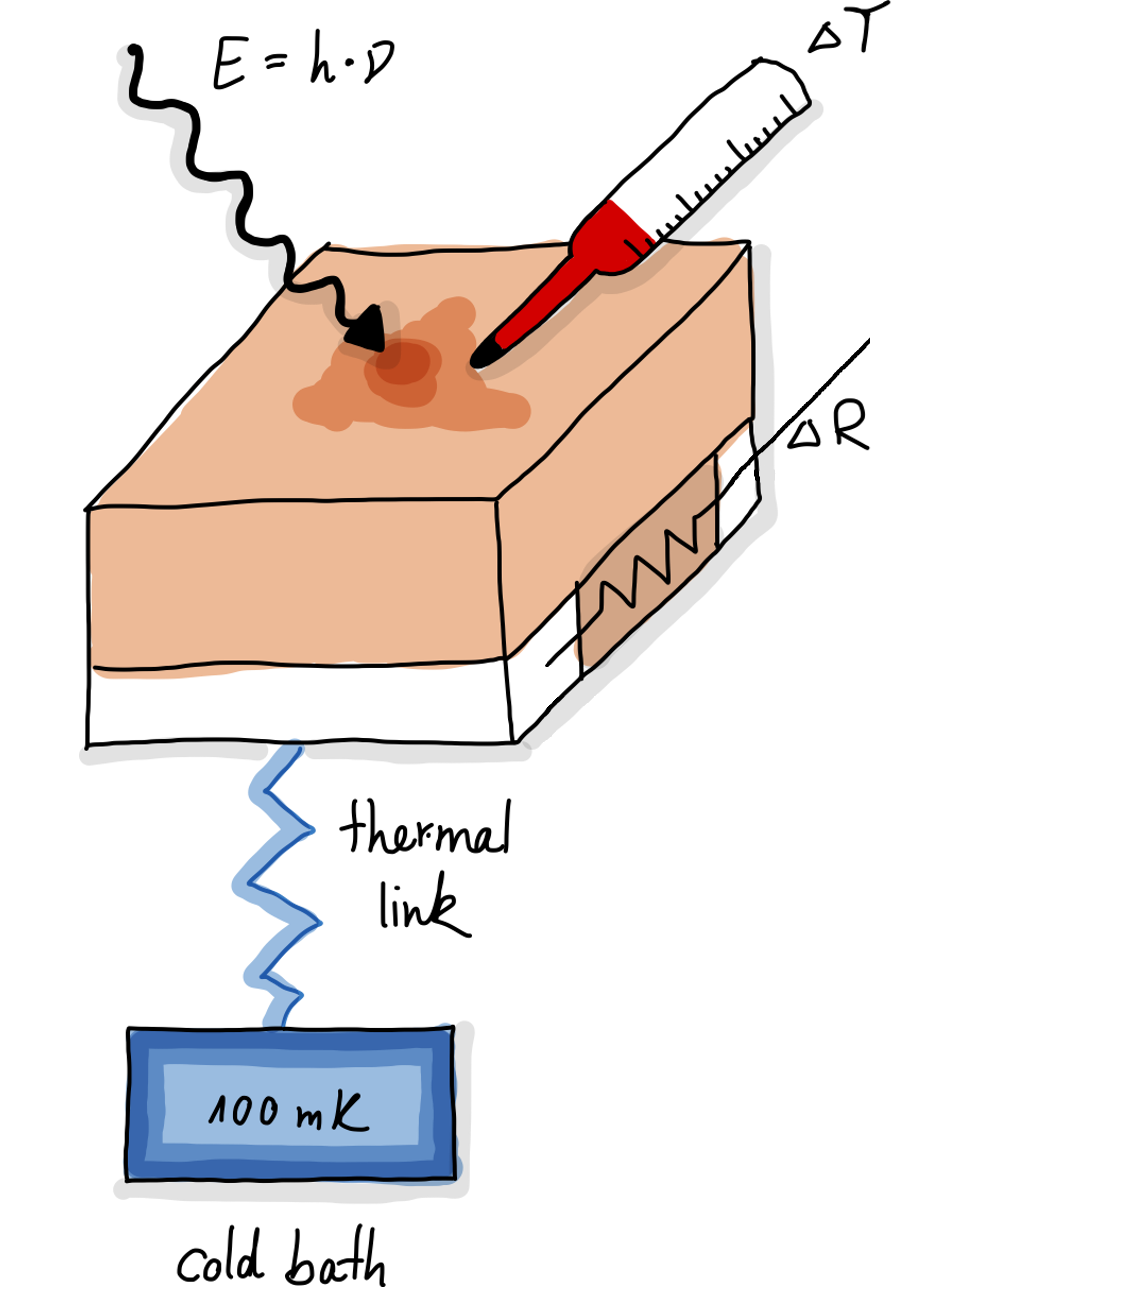 E = h·ν
ΔT
ΔR
thermal
link
100 mK
cold bath